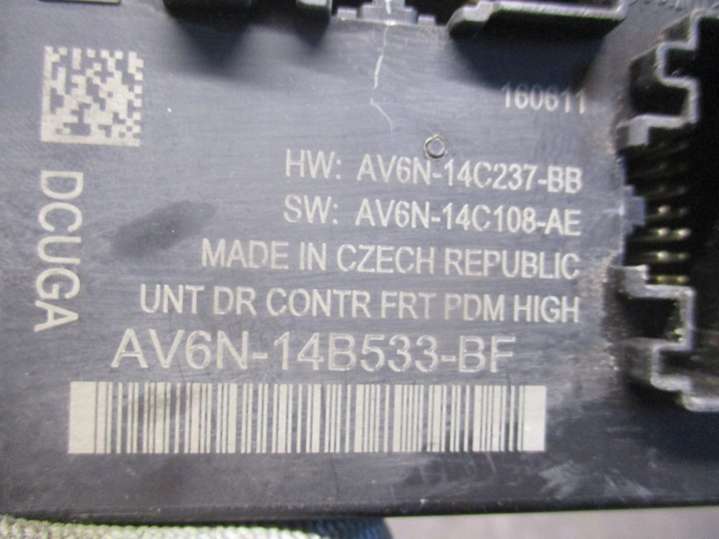 160611
HW: AV6N-14C237-BB
SW: AV6N-14C108-AE
MADE IN CZECH REPUBLIC
UNT DR CONTR FRT PDM HIGH
AV6N-14B533-BF
DCUGA